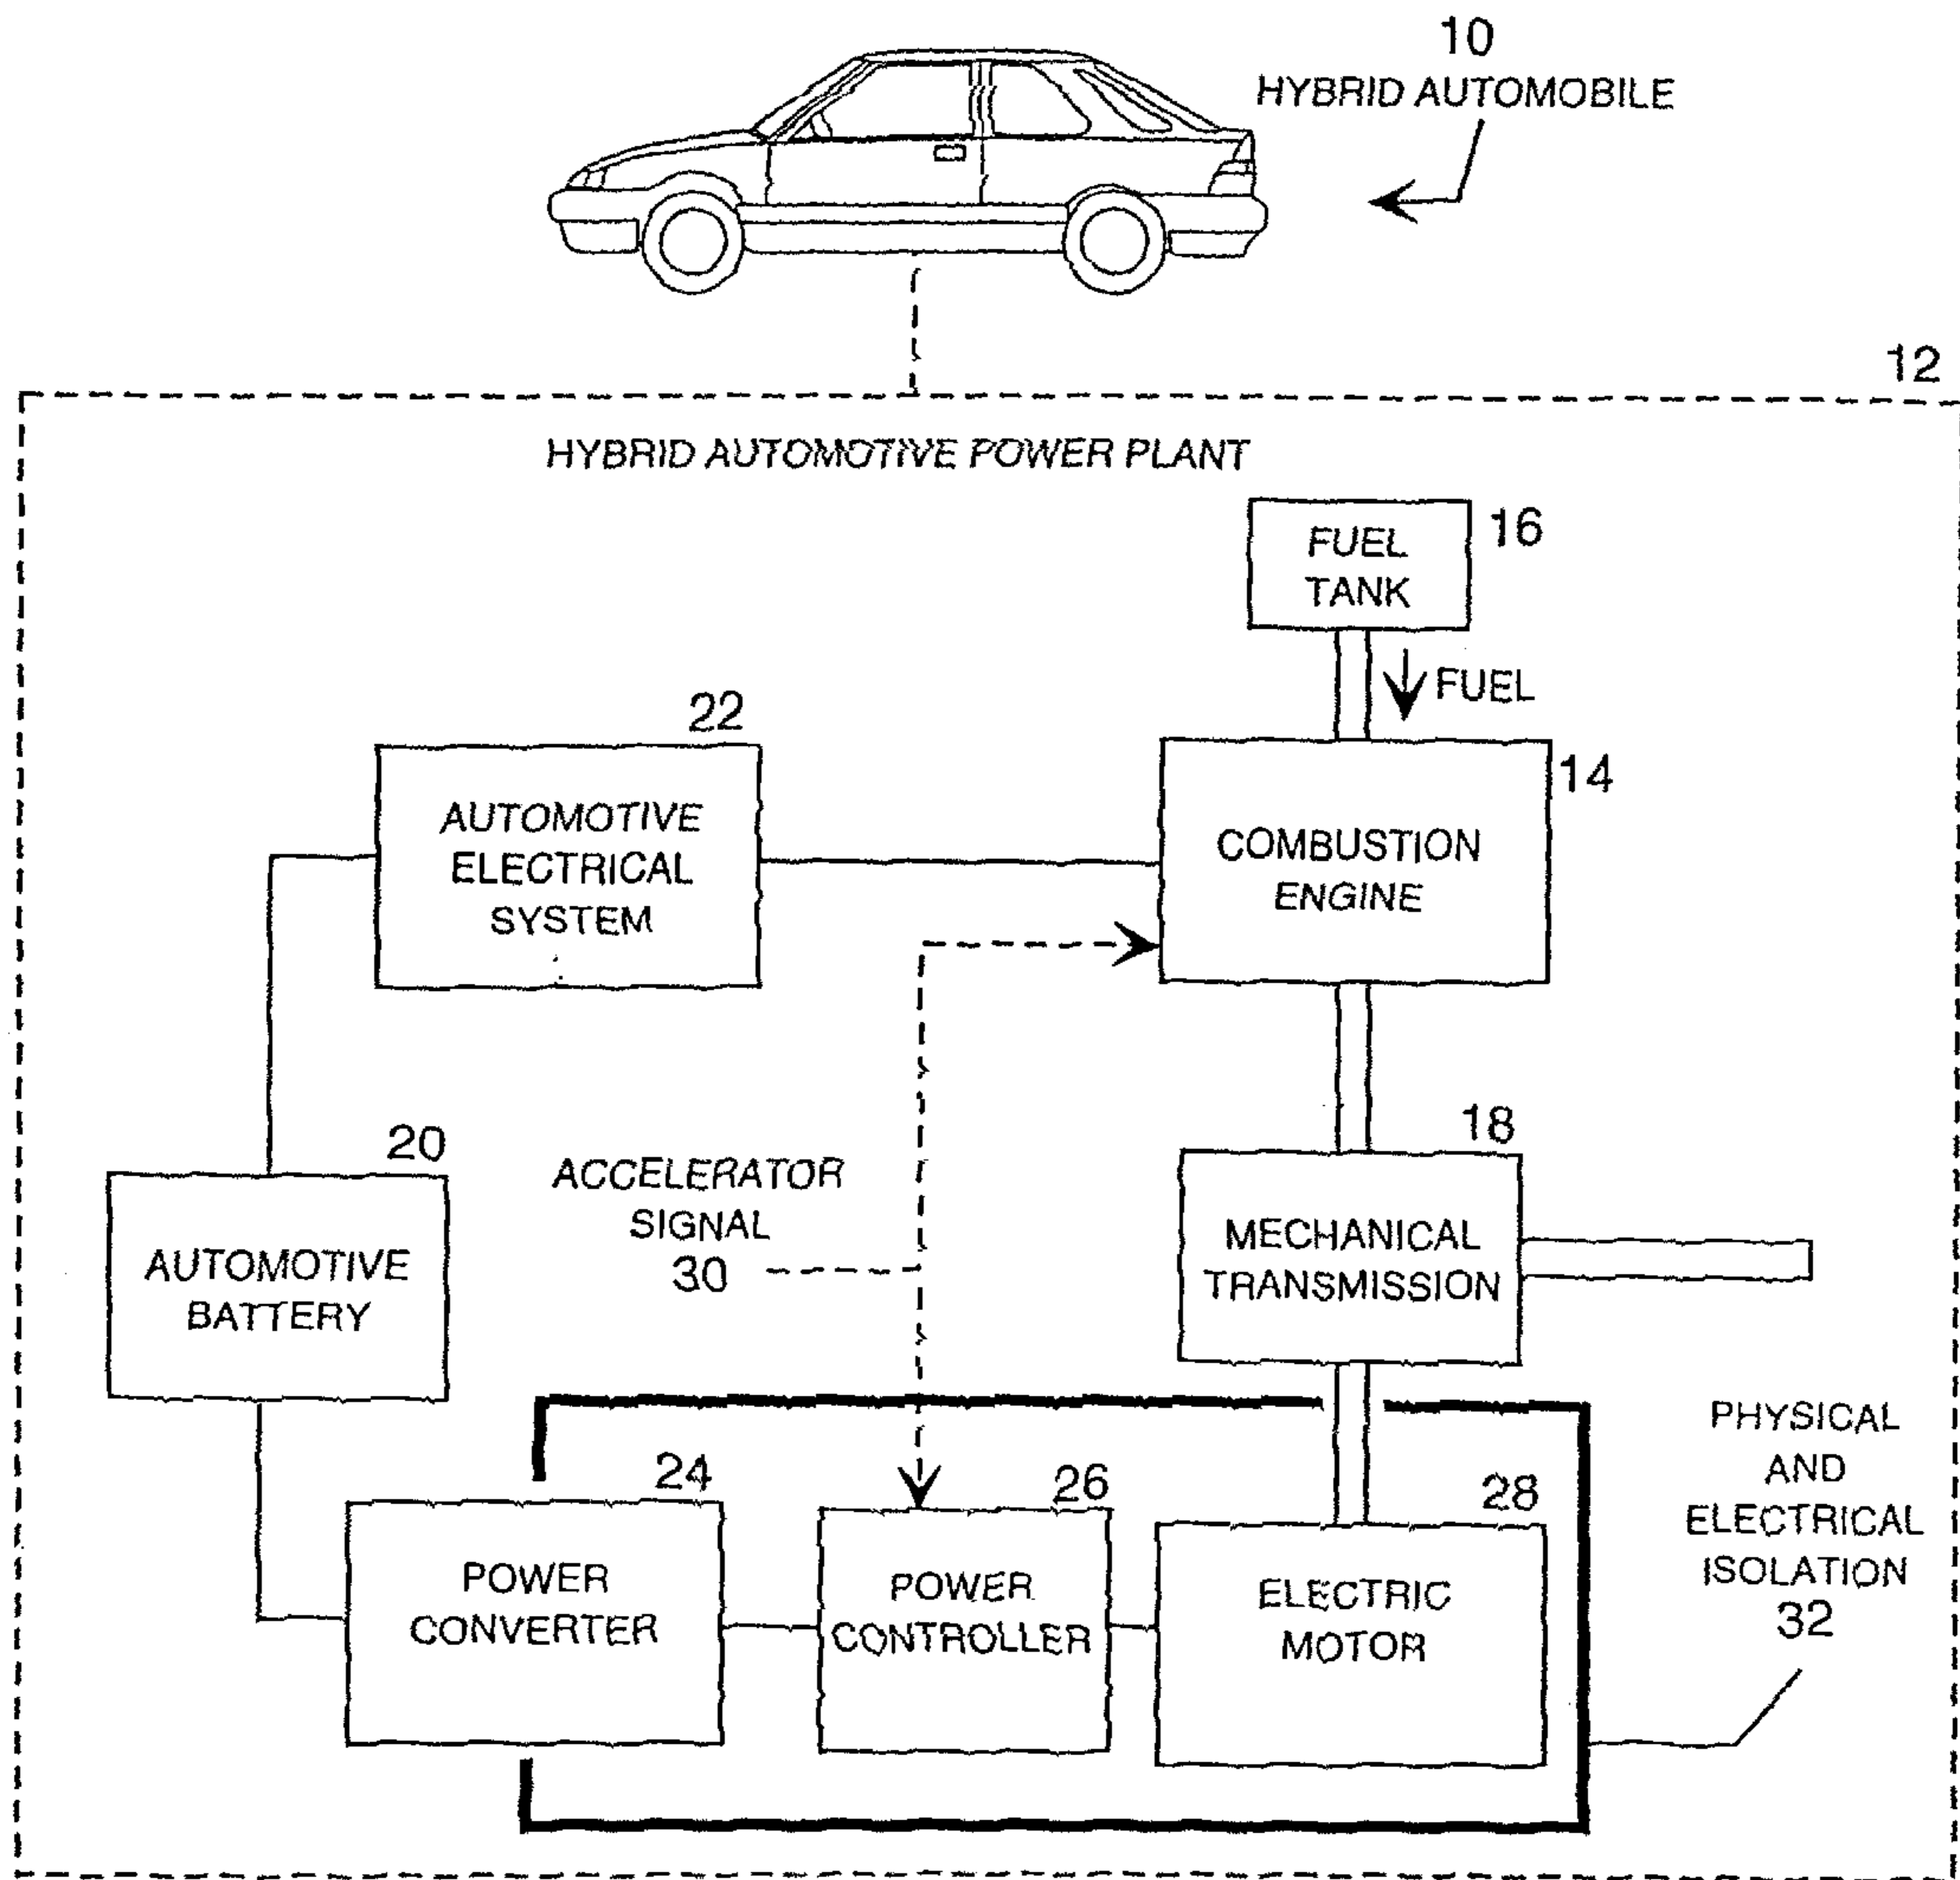 10
HYBRID AUTOMOBILE
12
HYBRID AUTOMOTIVE POWER PLANT
FUEL
TANK
16
FUEL
22
AUTOMOTIVE
ELECTRICAL
SYSTEM
14
COMBUSTION
ENGINE
20
AUTOMOTIVE
BATTERY
ACCELERATOR
SIGNAL
30
18
MECHANICAL
TRANSMISSION
24
POWER
CONVERTER
26
POWER
CONTROLLER
28
ELECTRIC
MOTOR
PHYSICAL
AND
ELECTRICAL
ISOLATION
32